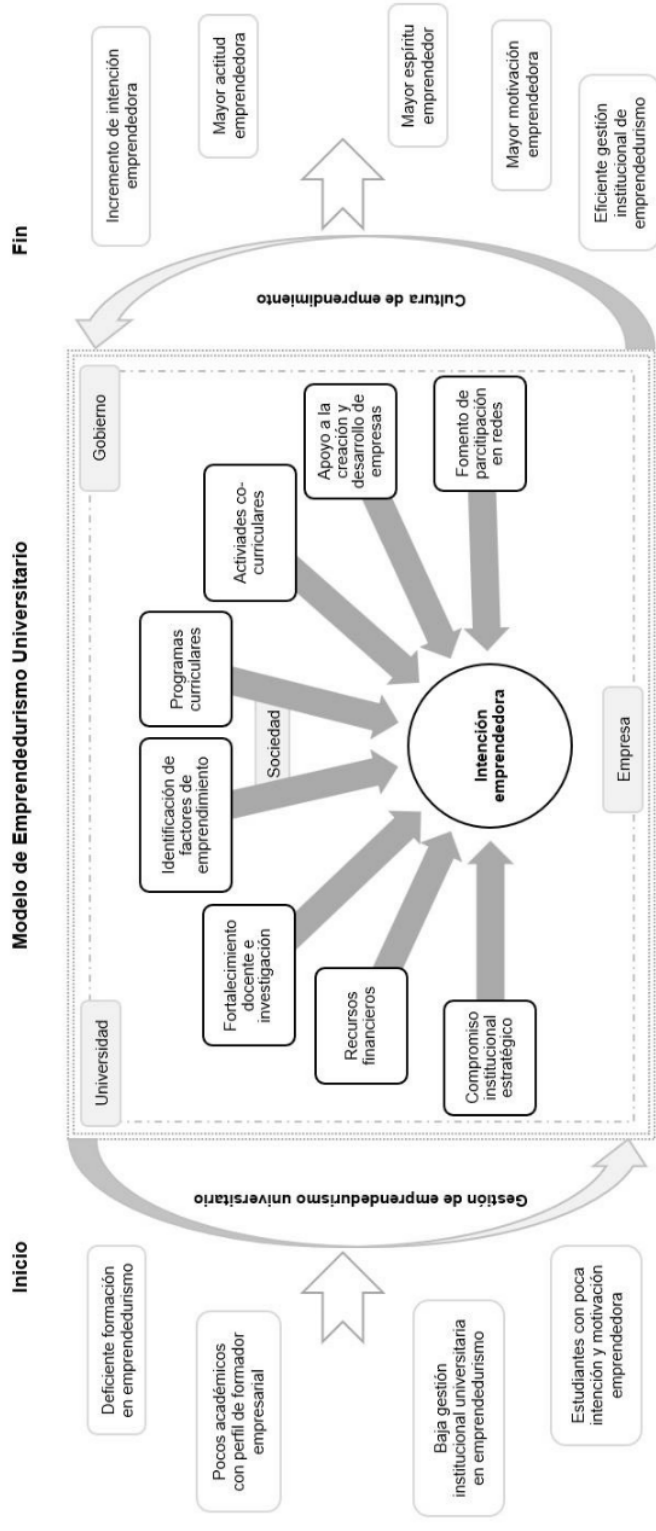 Inicio
Modelo de Emprendedurismo Universitario
Fin
Deficiente formación
en emprendedurismo
Pocos académicos
con perfil de formador
empresarial
Baja gestión
institucional universitaria
en emprendedurismo
Estudiantes con poca
intención y motivación
emprendedora
Gestión de emprendedurismo universitario
Universidad
Gobierno
Sociedad
Empresa
Compromiso
institucional
estratégico
Recursos
financieros
Fortalecimiento
docente e
investigación
Identificación de
factores de
emprendimiento
Programas
curriculares
Activiades co-
curriculares
Apoyo a la
creación y
desarrollo de
empresas
Fomento de
parcitipación
en redes
Intención
emprendedora
Cultura de emprendimiento
Incremento de intención
emprendedora
Mayor actitud
emprendedora
Mayor espíritu
emprendedor
Mayor motivación
emprendedora
Eficiente gestión
institucional de
emprendedurismo